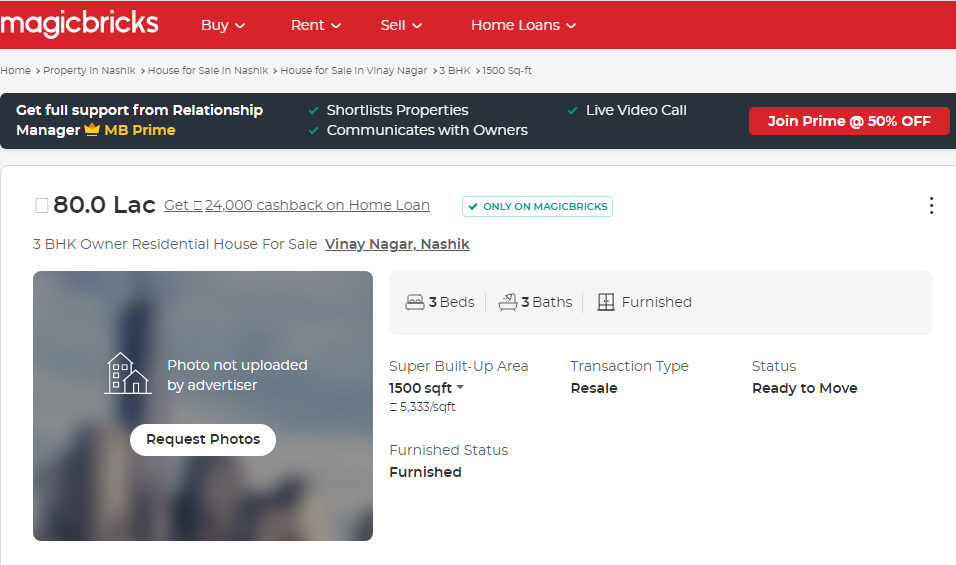 magicbricks Buy Rent Sell Home Loans
Home > Property in Nashik > House for Sale in Nashik > House for Sale in Vinay Nagar > 3 BHK > 1500 Sq-ft
Get full support from Relationship
Manager MB Prime
✓ Shortlists Properties
✓ Communicates with Owners
✓ Live Video Call
Join Prime @ 50% OFF
80.0 Lac Get 24,000 cashback on Home Loan ✓ ONLY ON MAGICBRICKS
3 BHK Owner Residential House For Sale Vinay Nagar, Nashik
Photo not uploaded
by advertiser
Request Photos
3 Beds 3 Baths Furnished
Super Built-Up Area
1500 sqft
5,333/sqft
Transaction Type
Resale
Status
Ready to Move
Furnished Status
Furnished